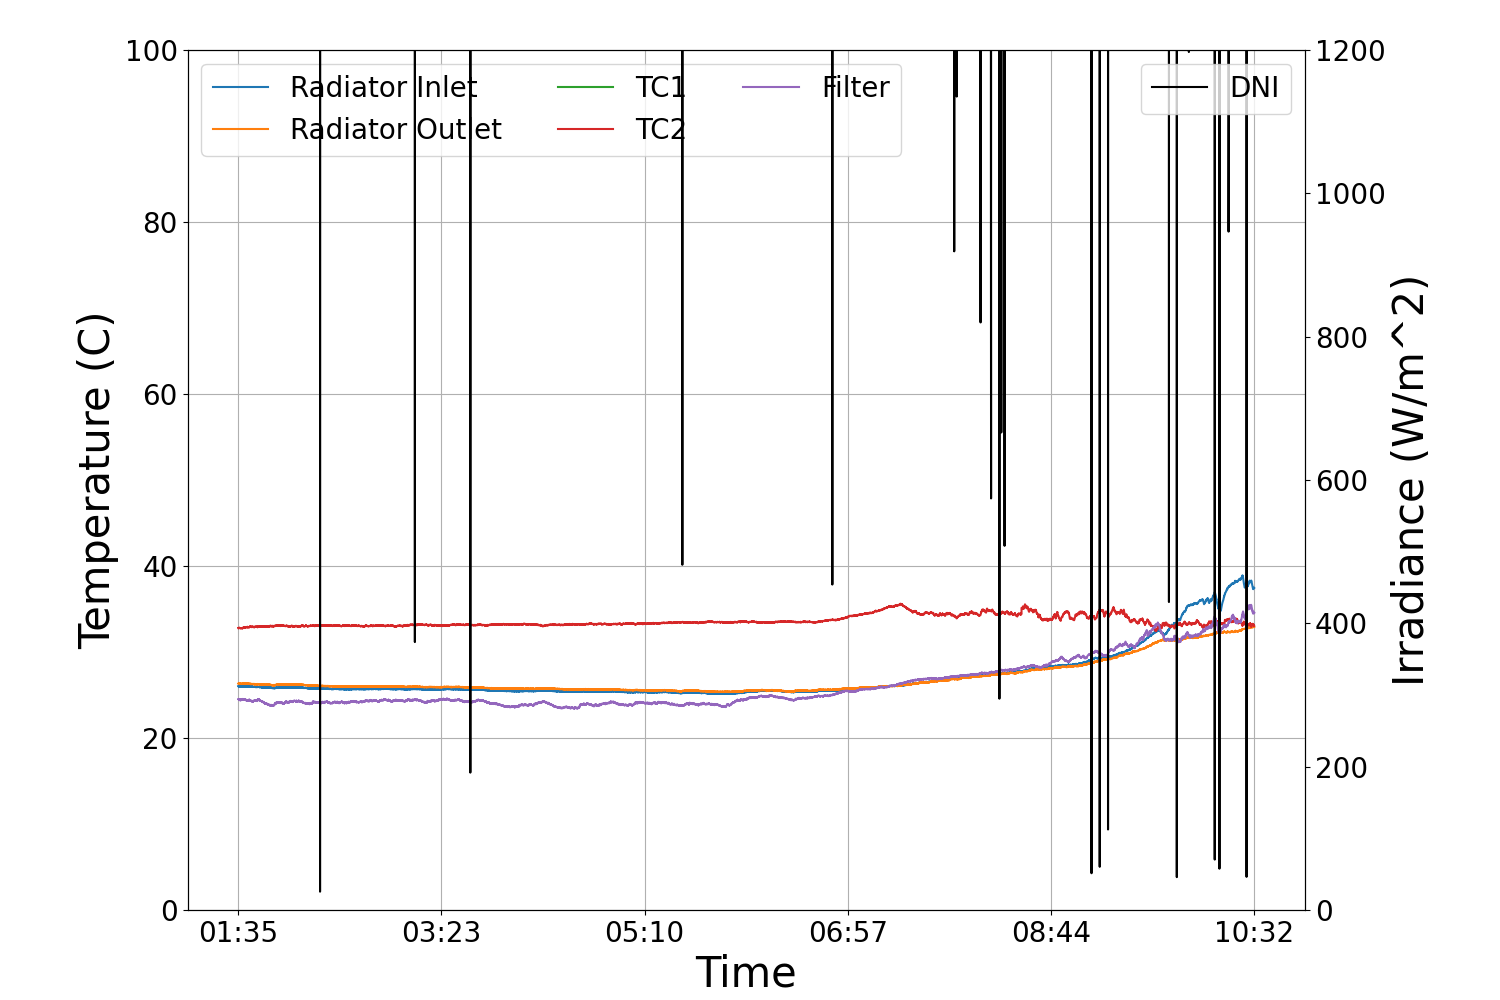 Radiator Inlet
Radiator Outlet
TC1
TC2
Filter
DNI
Temperature (C)
100
80
60
40
20
0
1200
1000
800
600
400
200
0
Irradiance (W/m^2)
01:35 03:23 05:10 06:57 08:44 10:32
Time